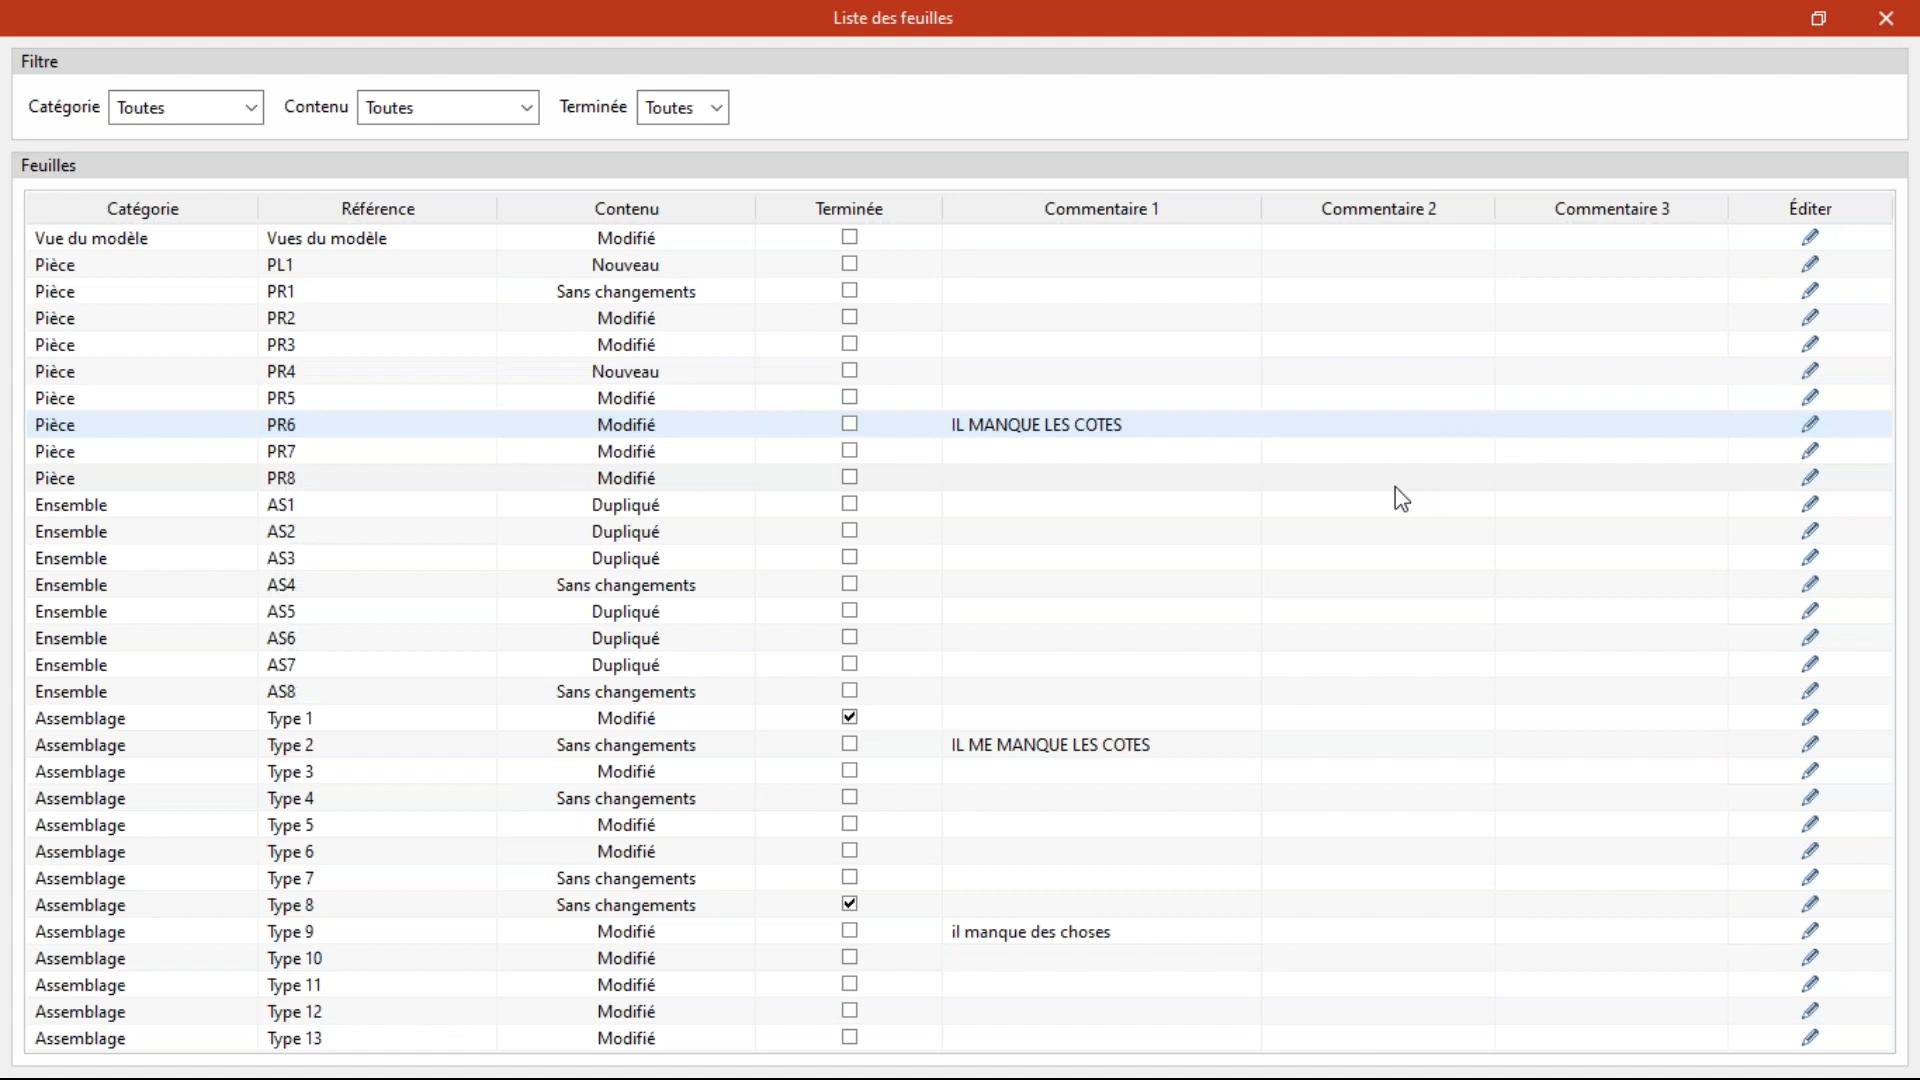 Liste des feuilles
Filtre
Catégorie Toutes Contenu Toutes Terminée Toutes
Feuilles
Catégorie Référence Contenu Terminée Commentaire 1 Commentaire 2 Commentaire 3 Éditer
Vue du modèle Vues du modèle Modifié
Pièce PL1 Nouveau
Pièce PR1 Sans changements
Pièce PR2 Modifié
Pièce PR3 Modifié
Pièce PR4 Nouveau
Pièce PR5 Modifié
Pièce PR6 Modifié IL MANQUE LES COTES
Pièce PR7 Modifié
Pièce PR8 Modifié
Ensemble AS1 Dupliqué
Ensemble AS2 Dupliqué
Ensemble AS3 Dupliqué
Ensemble AS4 Sans changements
Ensemble AS5 Dupliqué
Ensemble AS6 Dupliqué
Ensemble AS7 Dupliqué
Ensemble AS8 Sans changements
Assemblage Type 1 Modifié
Assemblage Type 2 Sans changements IL ME MANQUE LES COTES
Assemblage Type 3 Modifié
Assemblage Type 4 Sans changements
Assemblage Type 5 Modifié
Assemblage Type 6 Modifié
Assemblage Type 7 Sans changements
Assemblage Type 8 Sans changements
Assemblage Type 9 Modifié il manque des choses
Assemblage Type 10 Modifié
Assemblage Type 11 Modifié
Assemblage Type 12 Modifié
Assemblage Type 13 Modifié